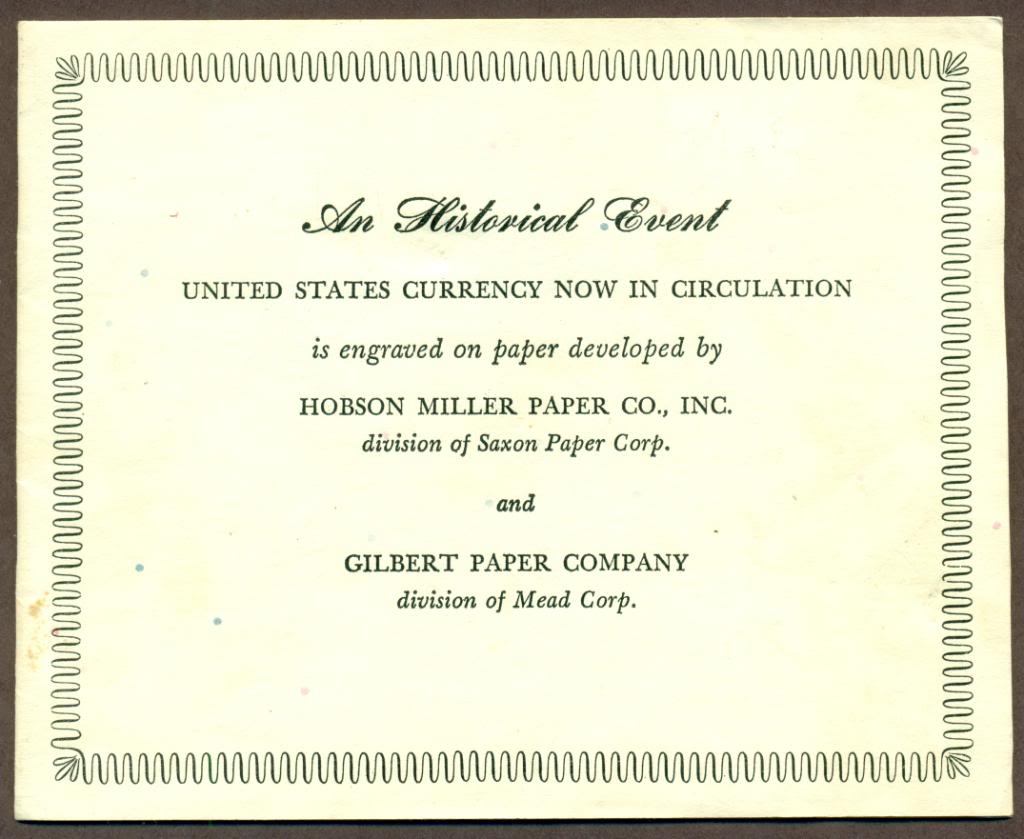 An Historical Event
UNITED STATES CURRENCY NOW IN CIRCULATION
is engraved on paper developed by
HOBSON MILLER PAPER CO., INC.
division of Saxon Paper Corp.
and
GILBERT PAPER COMPANY
division of Mead Corp.